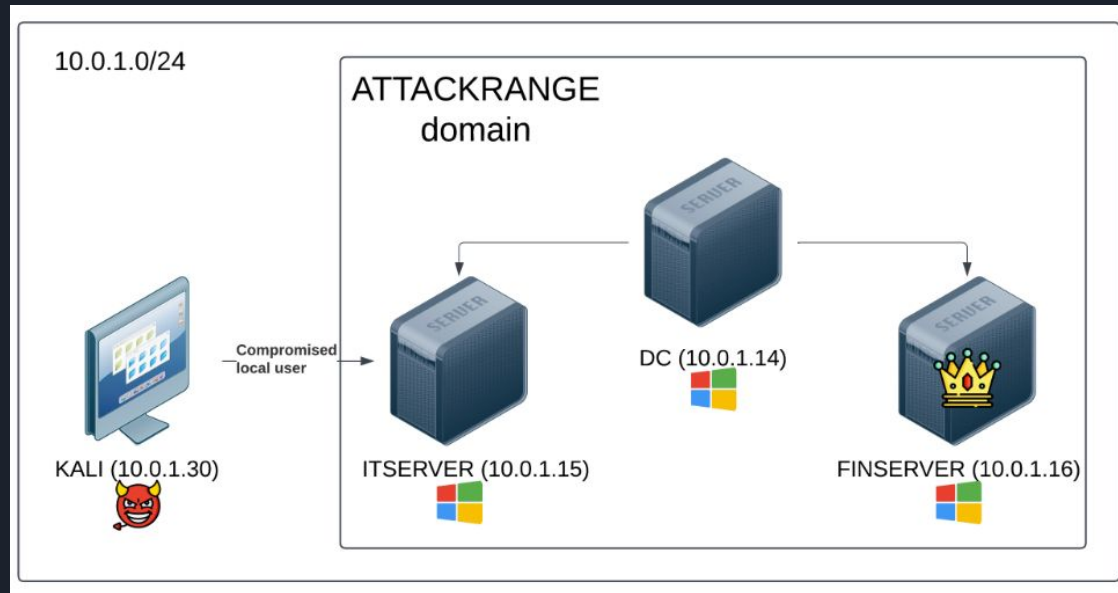 10.0.1.0/24
ATTACKRANGE
domain
SERVER
SERVER
SERVER
Compromised
local user
DC (10.0.1.14)
KALI (10.0.1.30)
ITSERVER (10.0.1.15)
FINSERVER (10.0.1.16)